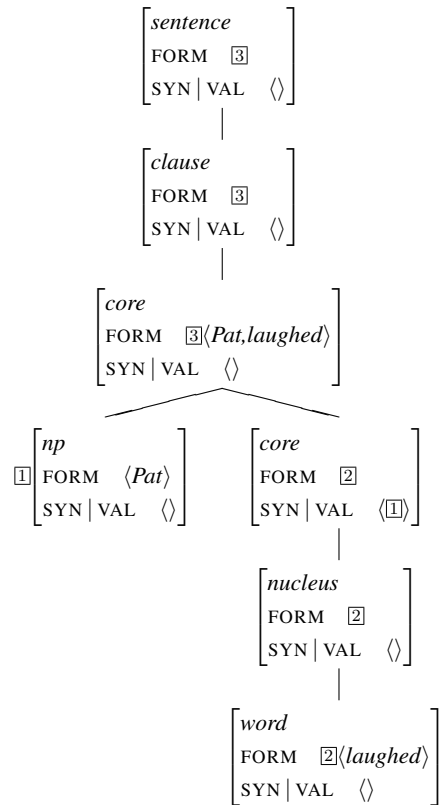 sentence
FORM 3
SYN | VAL ⟨⟩
clause
FORM 3
SYN | VAL ⟨⟩
core
FORM 3⟨Pat,laughed⟩
SYN | VAL ⟨⟩
1 np
FORM ⟨Pat⟩
SYN | VAL ⟨⟩
core
FORM 2
SYN | VAL ⟨1⟩
nucleus
FORM 2
SYN | VAL ⟨⟩
word
FORM 2⟨laughed⟩
SYN | VAL ⟨⟩